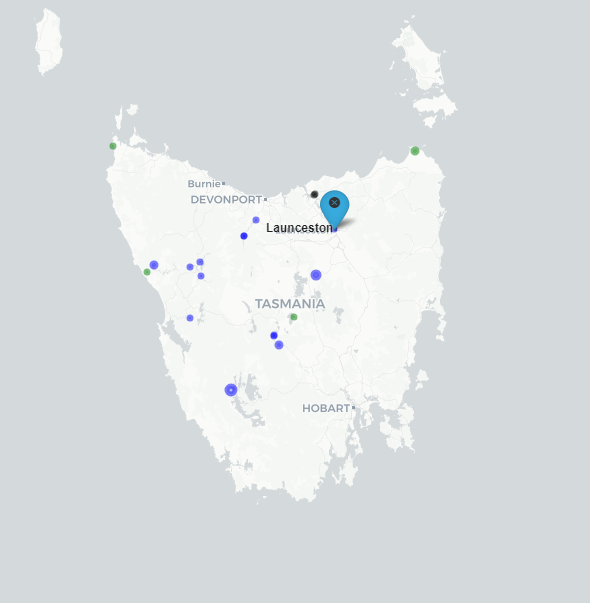 Burnie
DEVONPORT
Launceston
TASMANIA
HOBART